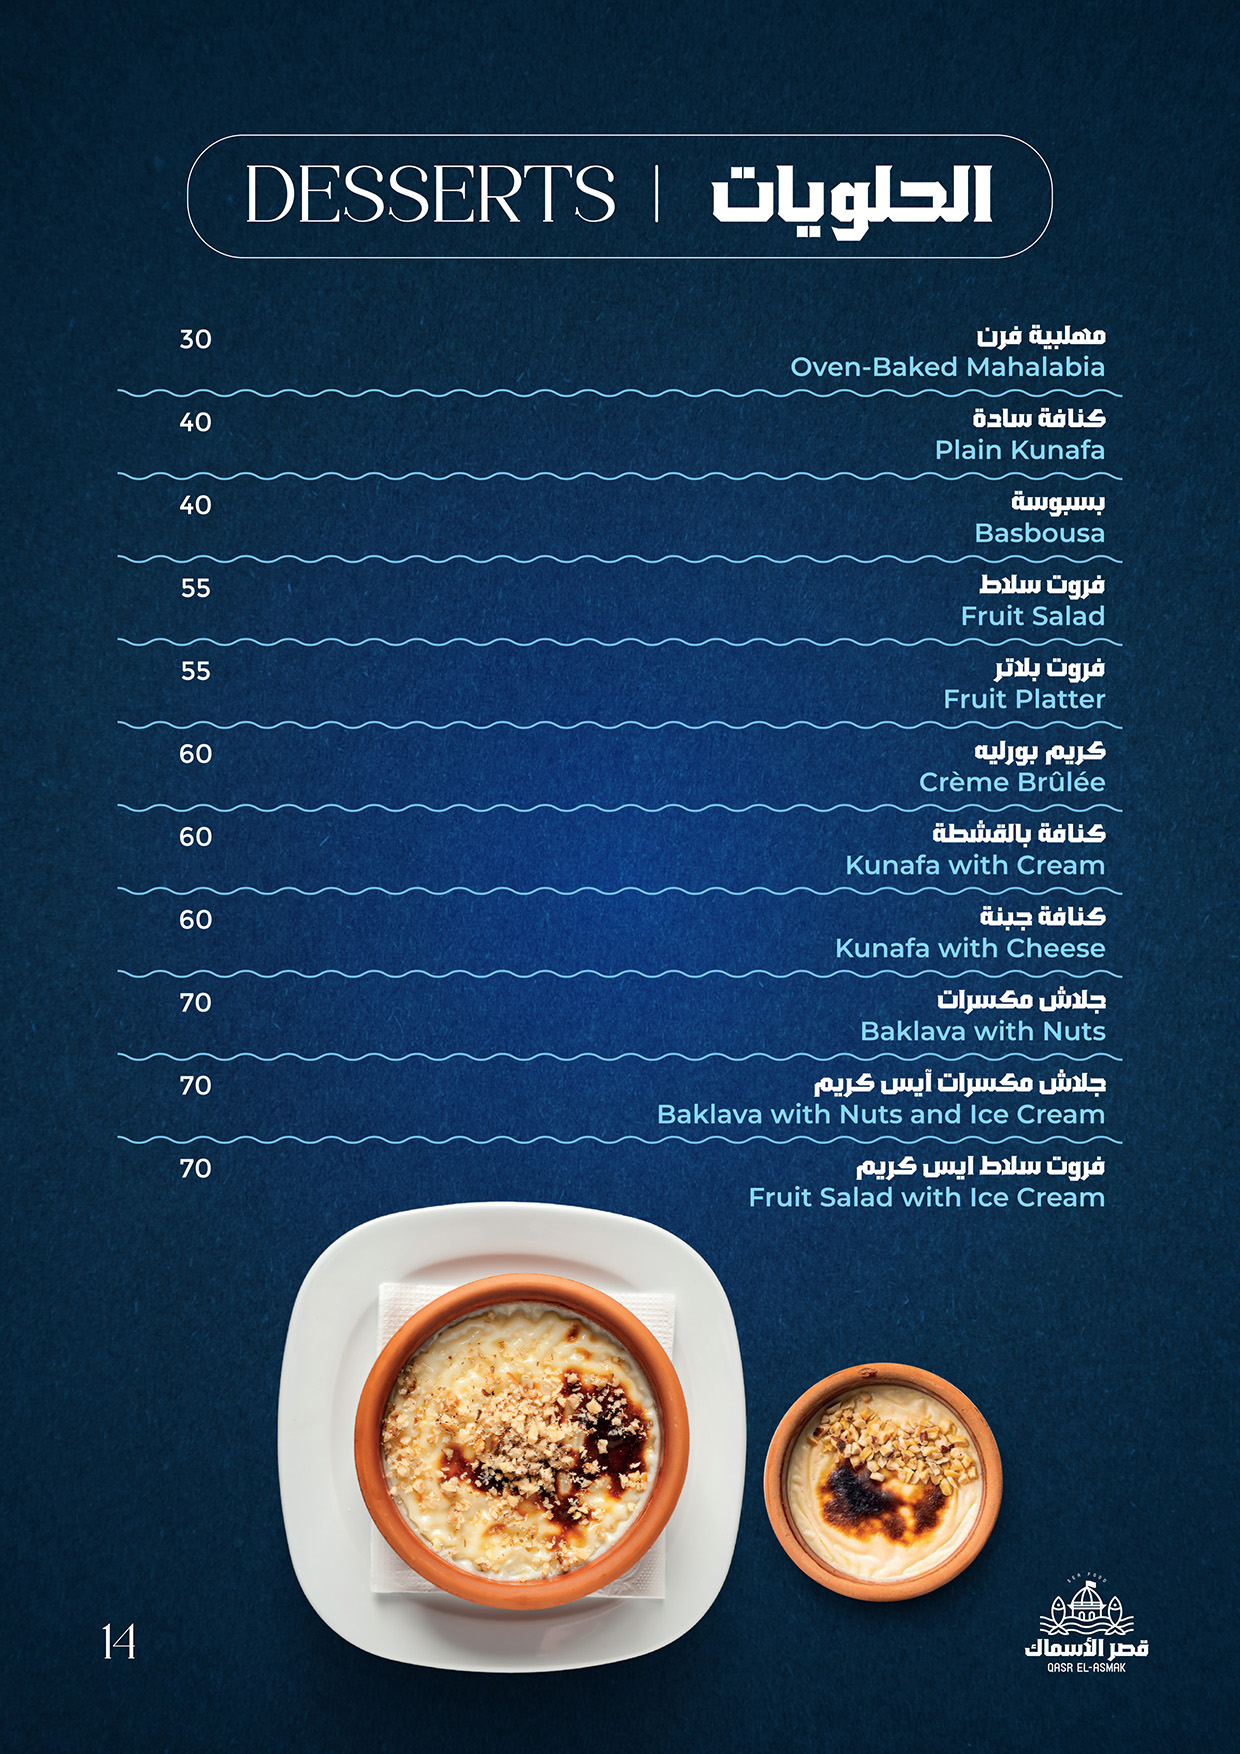 DESSERTS | الحلويات
مهلبية فرن
30
Oven-Baked Mahalabia
كنافة سادة
40
Plain Kunafa
بسبوسة
40
Basbousa
فروت سلاط
55
Fruit Salad
فروت بلاتر
55
Fruit Platter
كريم بورليه
60
Crème Brûlée
كنافة بالقشطة
60
Kunafa with Cream
كنافة جبنة
60
Kunafa with Cheese
جلاش مكسرات
70
Baklava with Nuts
جلاش مكسرات آيس كريم
70
Baklava with Nuts and Ice Cream
فروت سلاط ايس كريم
70
Fruit Salad with Ice Cream
14
SEA FOOD
قصر الأسماك
QASR EL-ASMAK